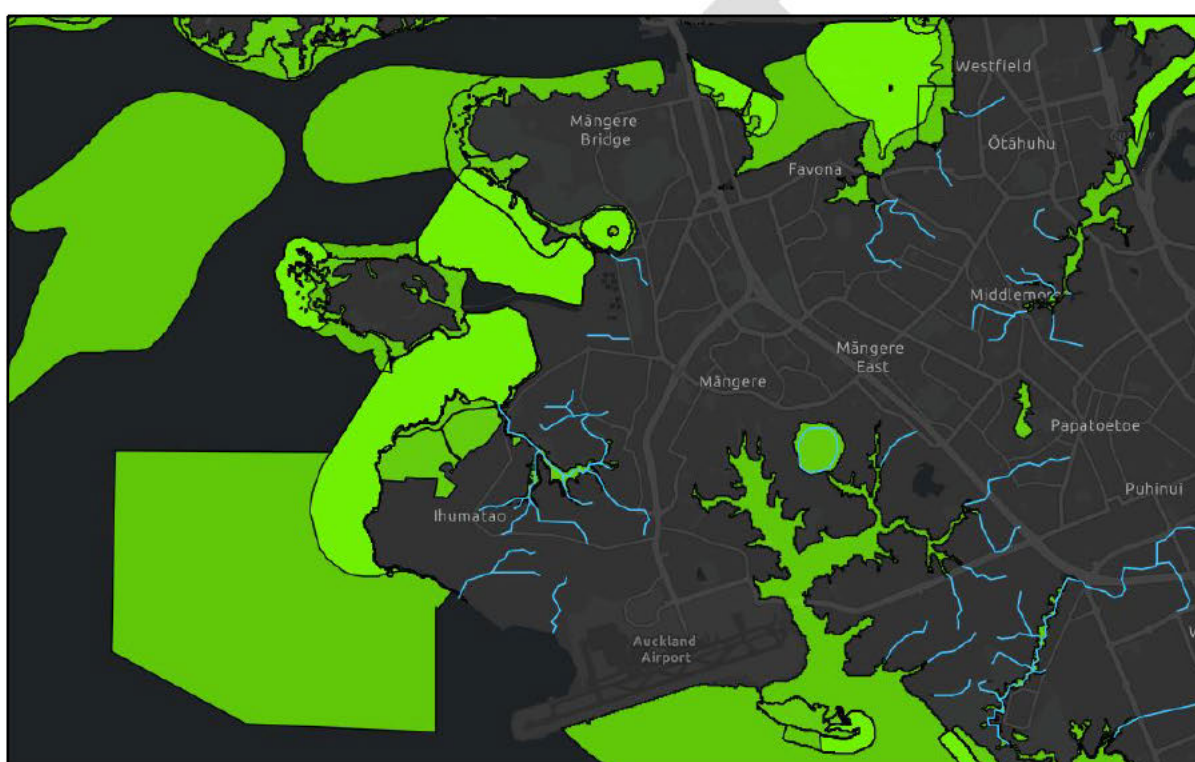 Westfield
Māngere
Bridge
Ōtāhuhu
Favona
Middlemore
Māngere
East
Māngere
Papatoetoe
Puhinui
Ihumatao
Auckland
Airport